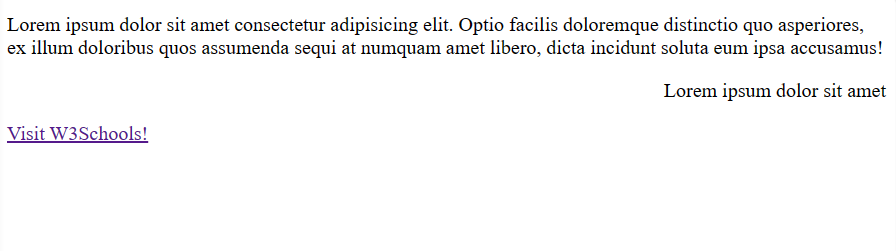 Lorem ipsum dolor sit amet consectetur adipisicing elit. Optio facilis doloremque distinctio quo asperiores,
ex illum doloribus quos assumenda sequi at numquam amet libero, dicta incidunt soluta eum ipsa accusamus!
Lorem ipsum dolor sit amet
Visit W3Schools!